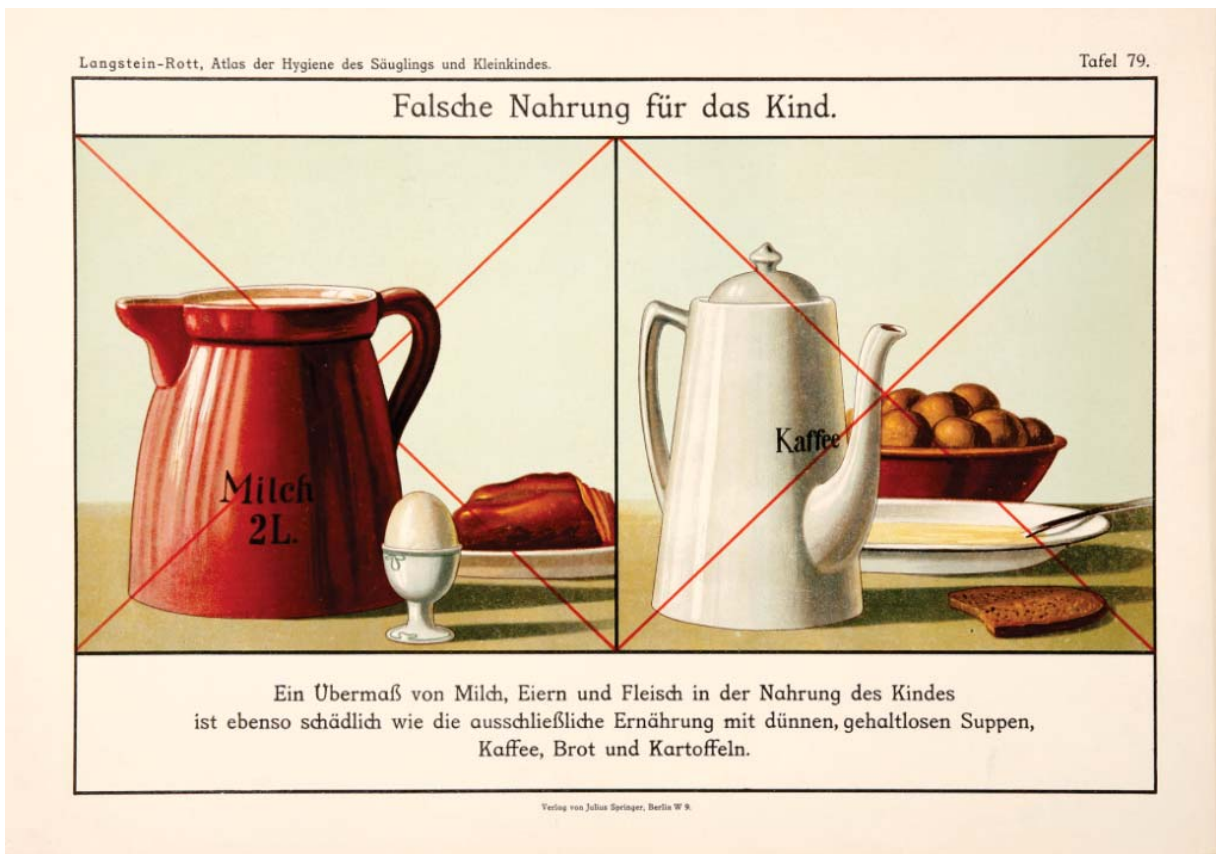 Langstein-Rott, Atlas der Hygiene des Säuglings und Kleinkindes.
Tafel 79.
Falsche Nahrung für das Kind.
Milch
2L.
Kaffee
Ein Übermaß von Milch, Eiern und Fleisch in der Nahrung des Kindes
ist ebenso schädlich wie die ausschließliche Ernährung mit dünnen, gehaltlosen Suppen,
Kaffee, Brot und Kartoffeln.
Verlag von Julius Springer, Berlin W 9.